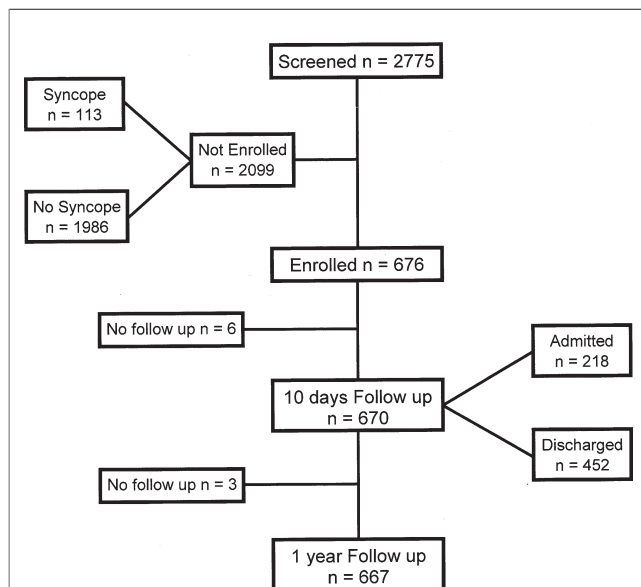 Screened n = 2775
Syncope
n = 113
Not Enrolled
n = 2099
No Syncope
n = 1986
Enrolled n = 676
No follow up n = 6
Admitted
n = 218
10 days Follow up
n = 670
Discharged
n = 452
No follow up n = 3
1 year Follow up
n = 667